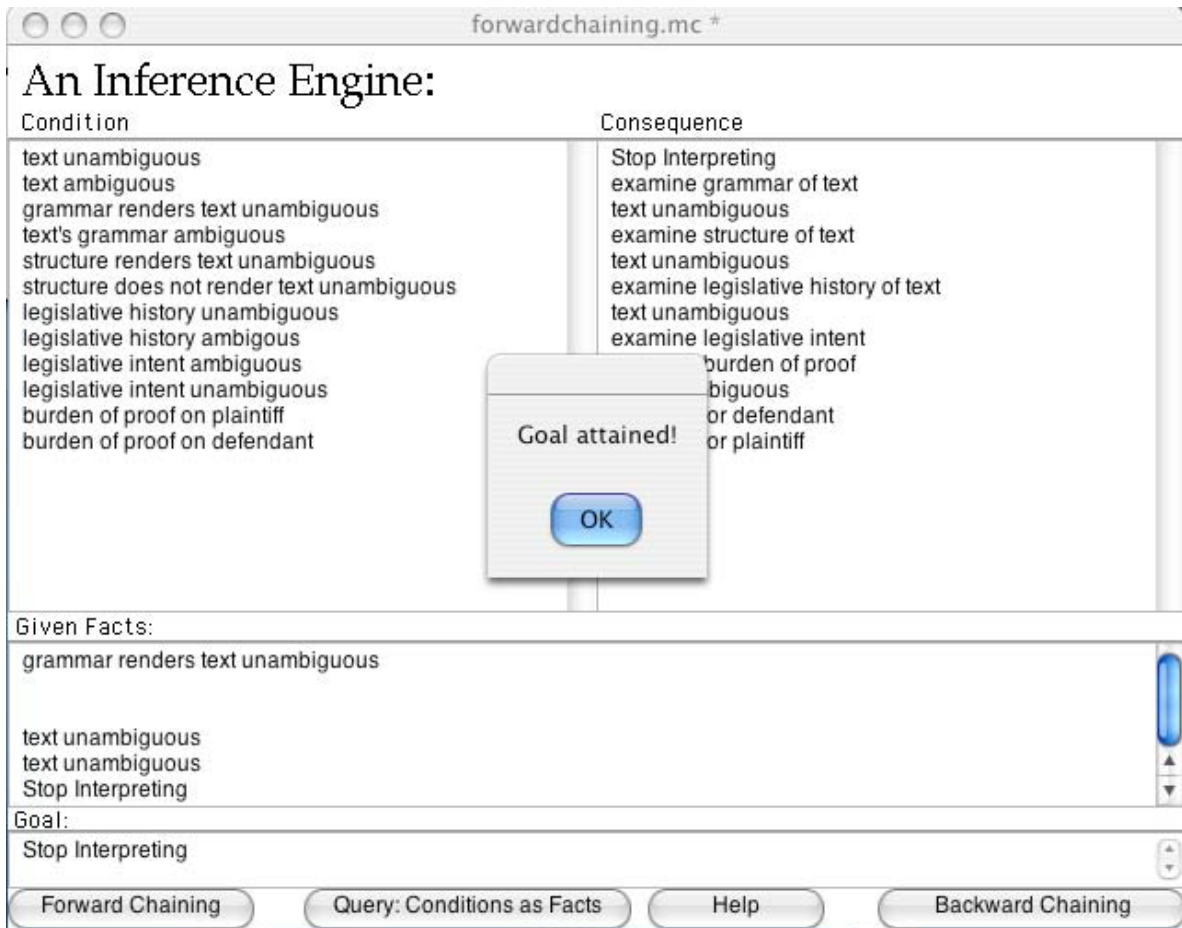 forwardchaining.mc *
An Inference Engine:
Condition
Consequence
text unambiguous
text ambiguous
grammar renders text unambiguous
text's grammar ambiguous
structure renders text unambiguous
structure does not render text unambiguous
legislative history unambiguous
legislative history ambigous
legislative intent ambiguous
legislative intent unambiguous
burden of proof on plaintiff
burden of proof on defendant
Stop Interpreting
examine grammar of text
text unambiguous
examine structure of text
text unambiguous
examine legislative history of text
text unambiguous
examine legislative intent
burden of proof
biguous
or defendant
or plaintiff
Goal attained!
OK
Given Facts:
grammar renders text unambiguous
text unambiguous
text unambiguous
Stop Interpreting
Goal:
Stop Interpreting
Forward Chaining
Query: Conditions as Facts
Help
Backward Chaining